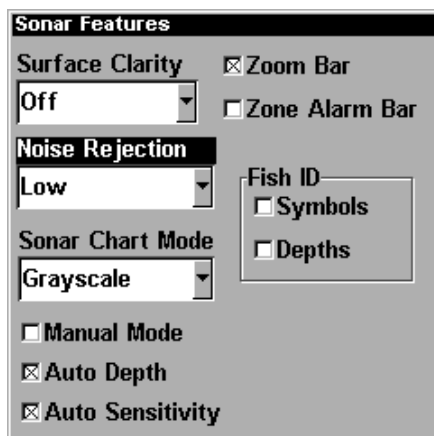 Sonar Features
Surface Clarity
Off
Noise Rejection
Low
Sonar Chart Mode
Grayscale
Manual Mode
Auto Depth
Auto Sensitivity
Zoom Bar
Zone Alarm Bar
Fish ID
Symbols
Depths